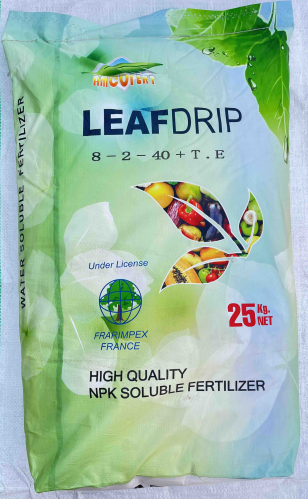 AMCOFERT
LEAFDRIP
8-2-40+T.E
WATER SOLUBLE FERTILIZER
Under License
FRARIMPEX
FRANCE
25 Kg.
NET
HIGH QUALITY
NPK SOLUBLE FERTILIZER